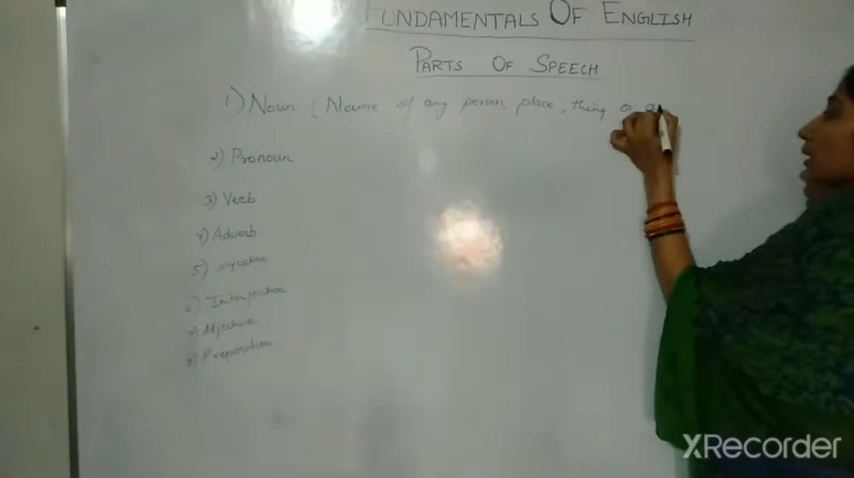 FUNDAMENTALS OF ENGLISH
PARTS OF SPEECH
1) Noun ( Name of any person, place, thing
2) Pronoun
3) Verb
4) Adverb
5)
6) Interjection
7) Adjective
8) Preposition
XRecorder